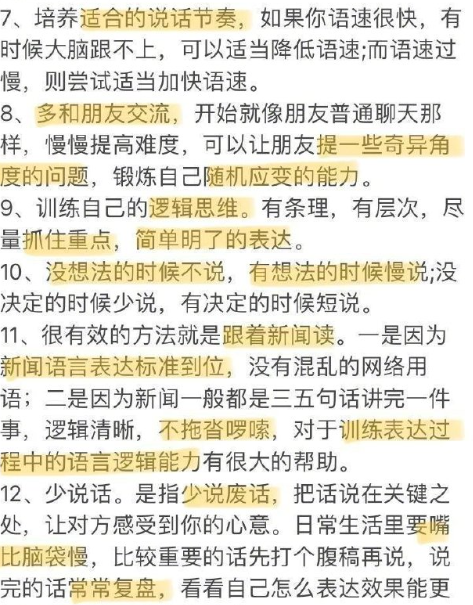 7、培养适合的说话节奏，如果你语速很快，有
时候大脑跟不上，可以适当降低语速;而语速过
慢，则尝试适当加快语速。
8、多和朋友交流，开始就像朋友普通聊天那
样，慢慢提高难度，可以让朋友提一些奇异角
度的问题，锻炼自己随机应变的能力。
9、训练自己的逻辑思维。有条理，有层次，尽
量抓住重点，简单明了的表达。
10、没想法的时候不说，有想法的时候慢说;没
决定的时候少说，有决定的时候短说。
11、很有效的方法就是跟着新闻读。一是因为
新闻语言表达标准到位，没有混乱的网络用
语；二是因为新闻一般都是三五句话讲完一件
事，逻辑清晰，不拖沓啰嗦，对于训练表达过
程中的语言逻辑能力有很大的帮助。
12、少说话。是指少说废话，把话说在关键之
处，让对方感受到你的心意。日常生活里要嘴
比脑袋慢，比较重要的话先打个腹稿再说，说
完的话常常复盘，看看自己怎么表达效果能更